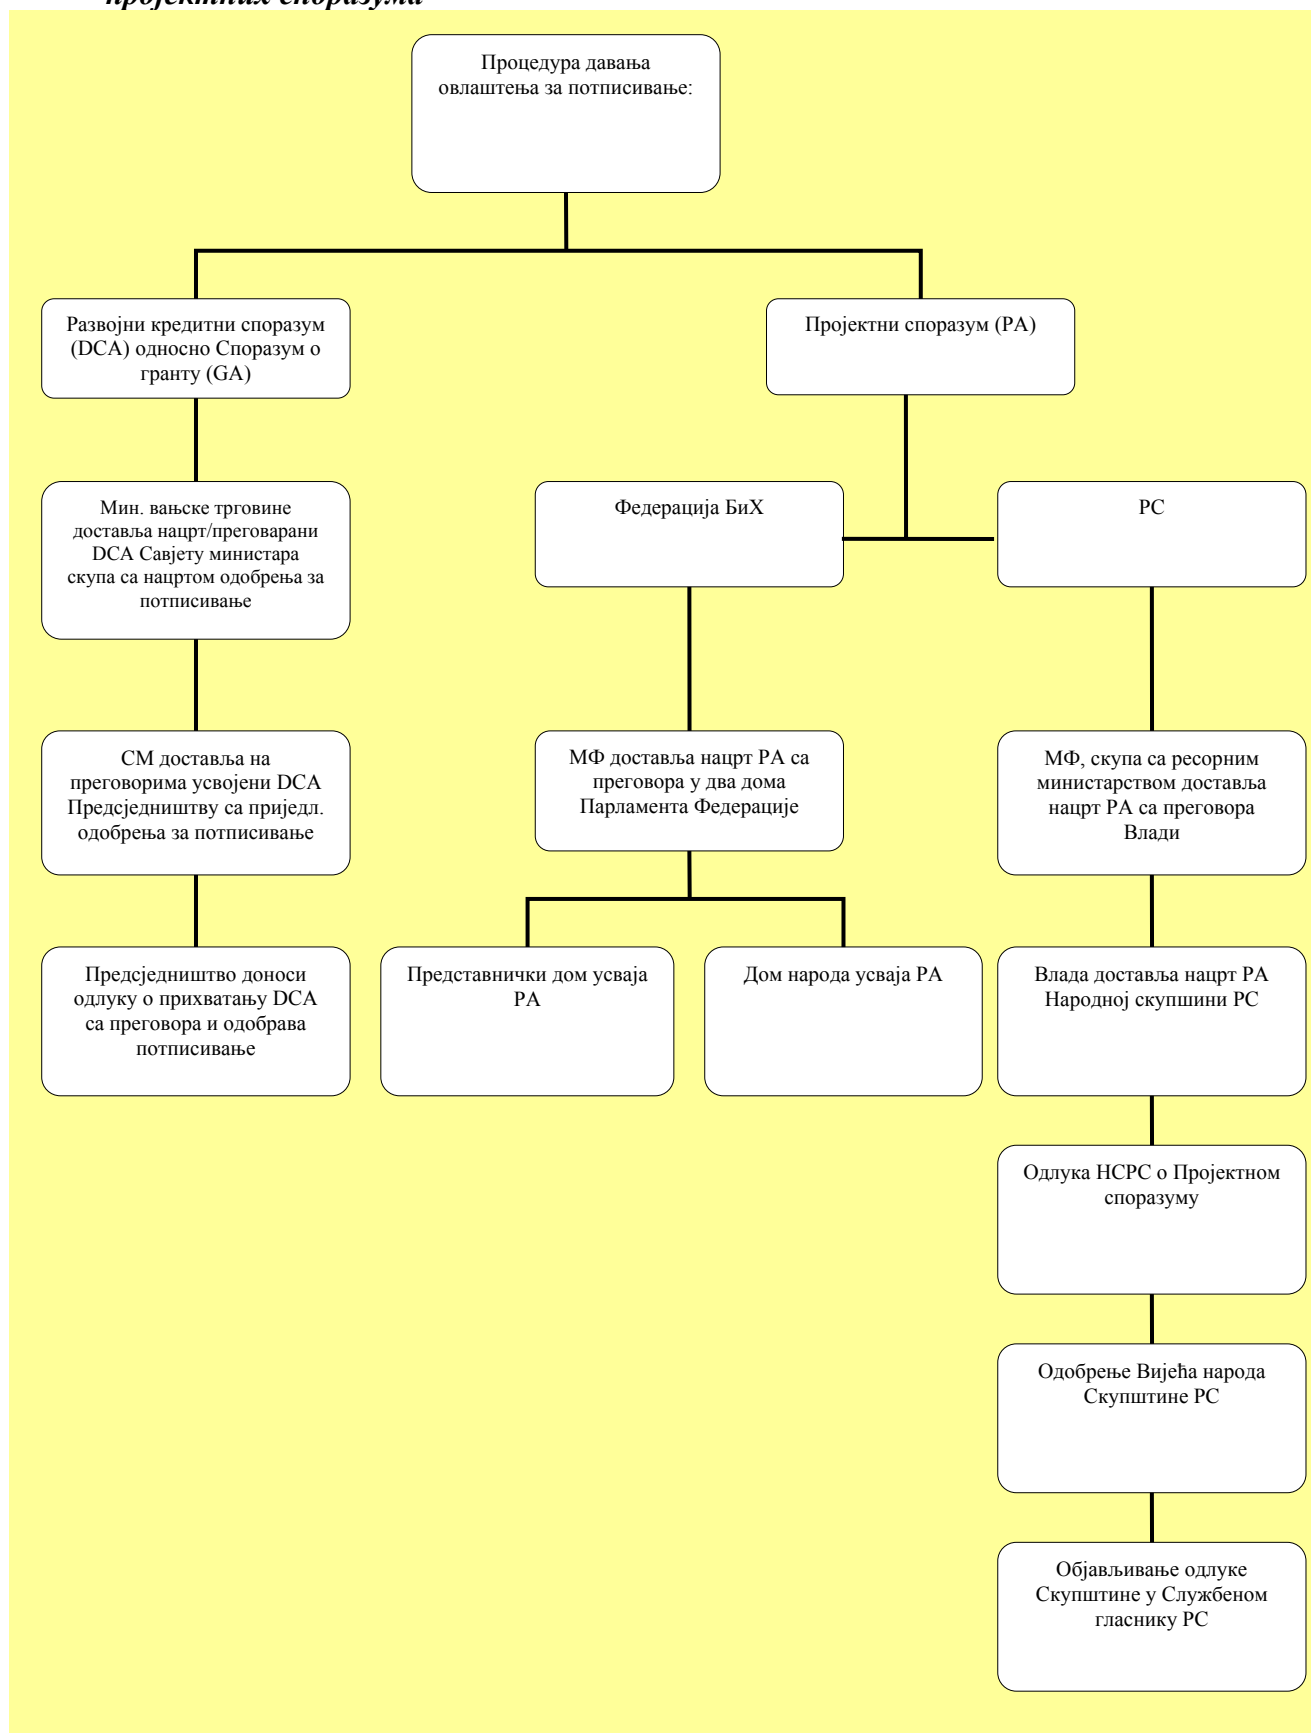 пројектних споразума
Процедура давања
овлаштења за потписивање:
Развојни кредитни споразум
(DCA) односно Споразум о
гранту (GA)
Пројектни споразум (PA)
Мин. вањске трговине
доставља нацрт/преговарани
DCA Савјету министара
скупа са нацртом одобрења за
потписивање
Федерација БиХ
РС
СМ доставља на
преговорима усвојени DCA
Предсједништву са приједл.
одобрења за потписивање
МФ доставља нацрт PA са
преговора у два дома
Парламента Федерације
МФ, скупа са ресорним
министарством доставља
нацрт PA са преговора
Влади
Предсједништво доноси
одлуку о прихватању DCA
са преговора и одобрава
потписивање
Представнички дом усваја
PA
Дом народа усваја PA
Влада доставља нацрт PA
Народној скупшини РС
Одлука НСРС о Пројектном
споразуму
Одобрење Вијећа народа
Скупштине РС
Објављивање одлуке
Скупштине у Службеном
гласнику РС